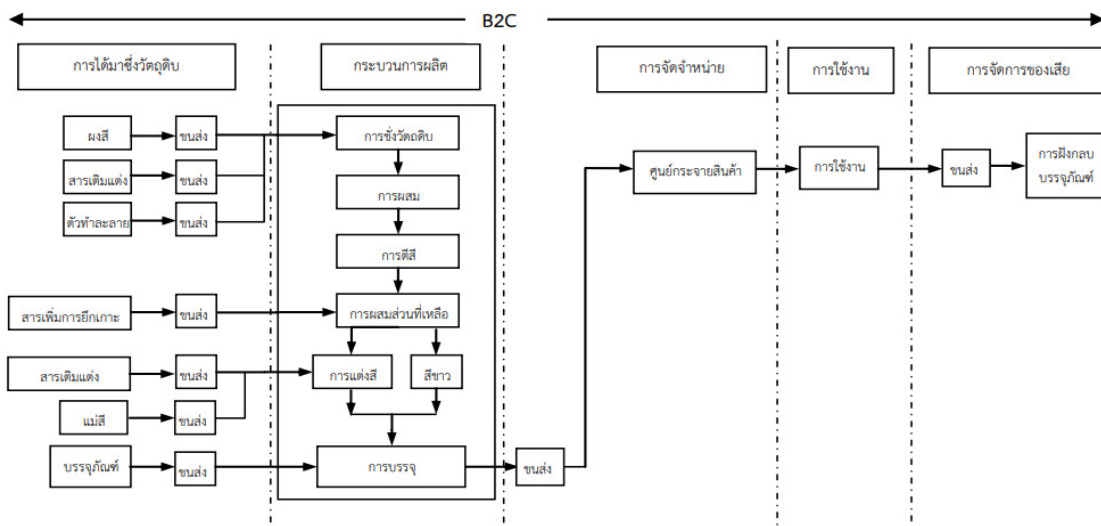 B2C
การได้มาซึ่งวัตถุดิบ
กระบวนการผลิต
การจัดจำหน่าย
การใช้งาน
การจัดการของเสีย
ผงสี
ขนส่ง
การชั่งวัตถดิบ
สารเติมแต่ง
ขนส่ง
การผสม
ตัวทำละลาย
ขนส่ง
การตีสี
ศูนย์กระจายสินค้า
การใช้งาน
ขนส่ง
การฝังกลบ
บรรจุภัณฑ์
สารเพิ่มการยึกเกาะ
ขนส่ง
การผสมส่วนที่เหลือ
สารเติมแต่ง
ขนส่ง
การแต่งสี
สีขาว
แม่สี
ขนส่ง
บรรจุภัณฑ์
ขนส่ง
การบรรจุ
ขนส่ง